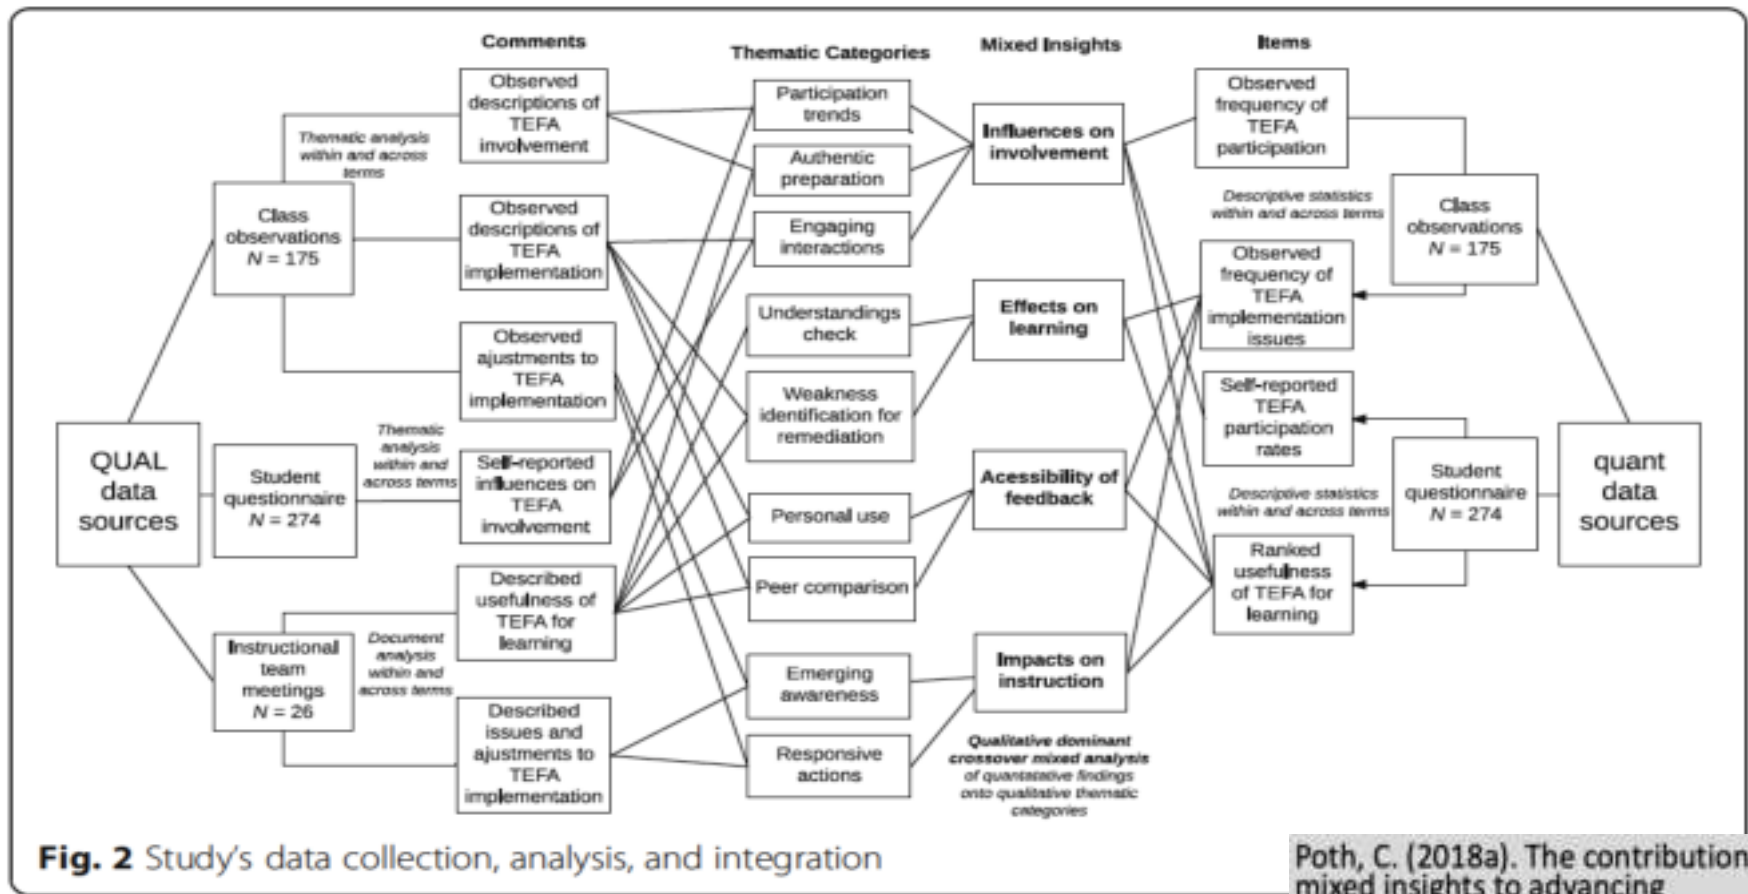 Comments
Thematic Categories
Mixed Insights
Items
Observed
descriptions of
TEFA
involvement
Participation
trends
Influences on
involvement
Observed
frequency of
TEFA
participation
Thematic analysis
within and across
terms
Authentic
preparation
Class
observations
N = 175
Observed
descriptions of
TEFA
implementation
Engaging
interactions
Descriptive statistics
within and across terms
Class
observations
N = 175
Observed
frequency of
TEFA
implementation
issues
Understandings
check
Effects on
learning
Observed
ajustments to
TEFA
implementation
Weakness
identification for
remediation
Self-reported
TEFA
participation
rates
QUAL
data
sources
Student
questionnaire
N = 274
Thematic
analysis
within and
across terms
Self-reported
influences on
TEFA
involvement
Personal use
Acessibility of
feedback
Descriptive statistics
within and across terms
Student
questionnaire
N = 274
quant
data
sources
Described
usefulness of
TEFA for
learning
Peer comparison
Ranked
usefulness
of TEFA for
learning
Instructional
team
meetings
N = 26
Document
analysis
within and
across terms
Emerging
awareness
Impacts on
instruction
Described
issues and
ajustments to
TEFA
implementation
Responsive
actions
Qualitative dominant
crossover mixed analysis
of quantatative findings
onto qualitative thematic
categories
Fig. 2 Study's data collection, analysis, and integration
Poth, C. (2018a). The contribution
mixed insights to advancing